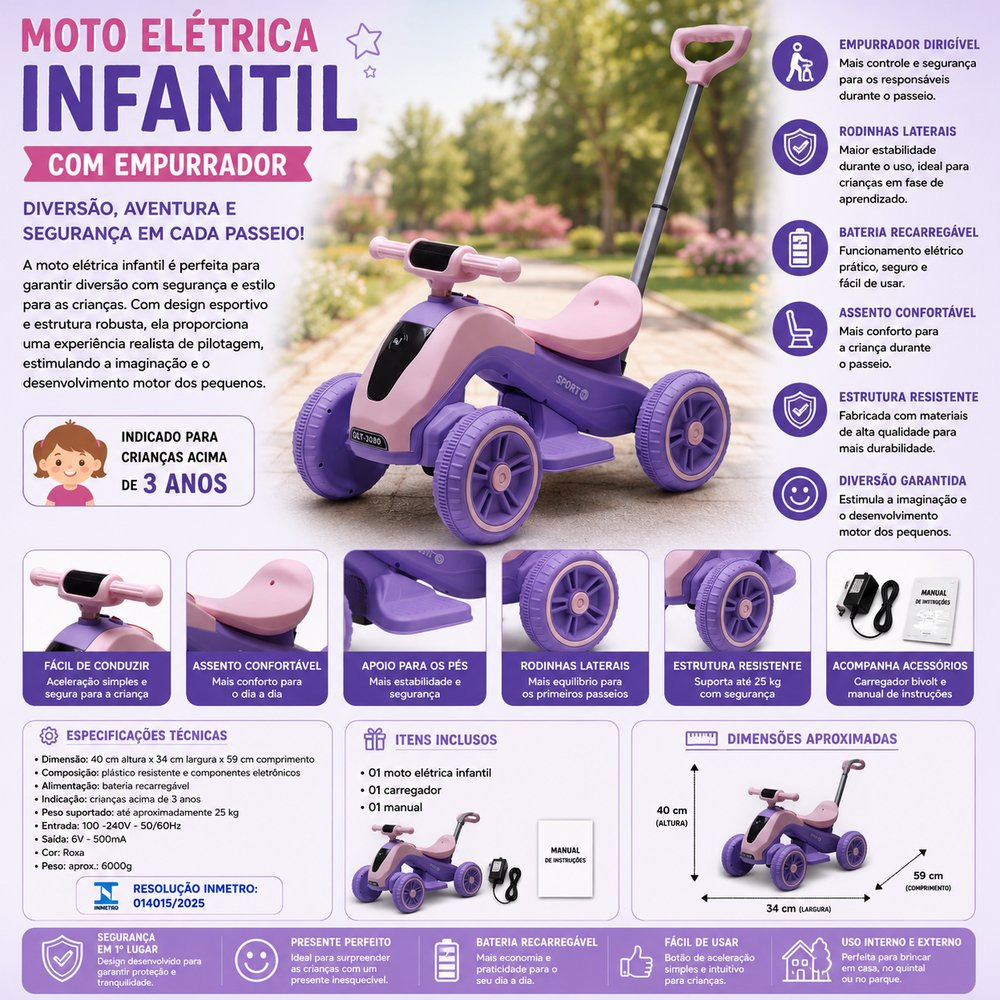 MOTO ELÉTRICA
INFANTIL
COM EMPURRADOR
DIVERSÃO, AVENTURA E
SEGURANÇA EM CADA PASSEIO!
A moto elétrica infantil é perfeita para
garantir diversão com segurança e estilo
para as crianças. Com design esportivo
e estrutura robusta, ela proporciona
uma experiência realista de pilotagem,
estimulando a imaginação e o
desenvolvimento motor dos pequenos.
INDICADO PARA
CRIANÇAS ACIMA
DE 3 ANOS
SPORT
QLT-3080
EMPURRADOR DIRIGÍVEL
Mais controle e segurança
para os responsáveis
durante o passeio.
RODINHAS LATERAIS
Maior estabilidade
durante o uso, ideal para
crianças em fase de
aprendizado.
BATERIA RECARREGÁVEL
Funcionamento elétrico
prático, seguro e
fácil de usar.
ASSENTO CONFORTÁVEL
Mais conforto para
a criança durante
o passeio.
ESTRUTURA RESISTENTE
Fabricada com materiais
de alta qualidade para
mais durabilidade.
DIVERSÃO GARANTIDA
Estimula a imaginação e
o desenvolvimento
motor dos pequenos.
FÁCIL DE CONDUZIR
Aceleração simples e
segura para a criança
ASSENTO CONFORTÁVEL
Mais conforto para
o dia a dia
APOIO PARA OS PÉS
Mais estabilidade e
segurança
RODINHAS LATERAIS
Mais equilibrio para
os primeiros passeios
ESTRUTURA RESISTENTE
Suporta até 25 kg
com segurança
MANUAL
DE INSTRUÇÕES
ACOMPANHA ACESSÓRIOS
Carregador bivolt e
manual de instruções
ESPECIFICAÇÕES TÉCNICAS
• Dimensão: 40 cm altura x 34 cm largura x 59 cm comprimento
• Composição: plástico resistente e componentes eletrônicos
• Alimentação: bateria recarregável
• Indicação: crianças acima de 3 anos
• Peso suportado: até aproximadamente 25 kg
• Entrada: 100 -240V - 50/60Hz
• Saída: 6V - 500mA
• Cor: Roxa
• Peso: aprox.: 6000g
INMETRO
RESOLUÇÃO INMETRO:
014015/2025
ITENS INCLUSOS
• 01 moto elétrica infantil
• 01 carregador
• 01 manual
MANUAL
DE INSTRUÇÕES
DIMENSÕES APROXIMADAS
40 cm
(ALTURA)
59 cm
(COMPRIMENTO)
34 cm (LARGURA)
SEGURANÇA
EM 1º LUGAR
Design desenvolvido para
garantir proteção e
tranquilidade.
PRESENTE PERFEITO
Ideal para surpreender
as crianças com um
presente inesquecível.
BATERIA RECARREGÁVEL
Mais economia e
praticidade para o
seu dia a dia.
FÁCIL DE USAR
Botão de aceleração
simples e intuitivo
para crianças.
USO INTERNO E EXTERNO
Perfeita para brincar
em casa, no quintal
ou no parque.